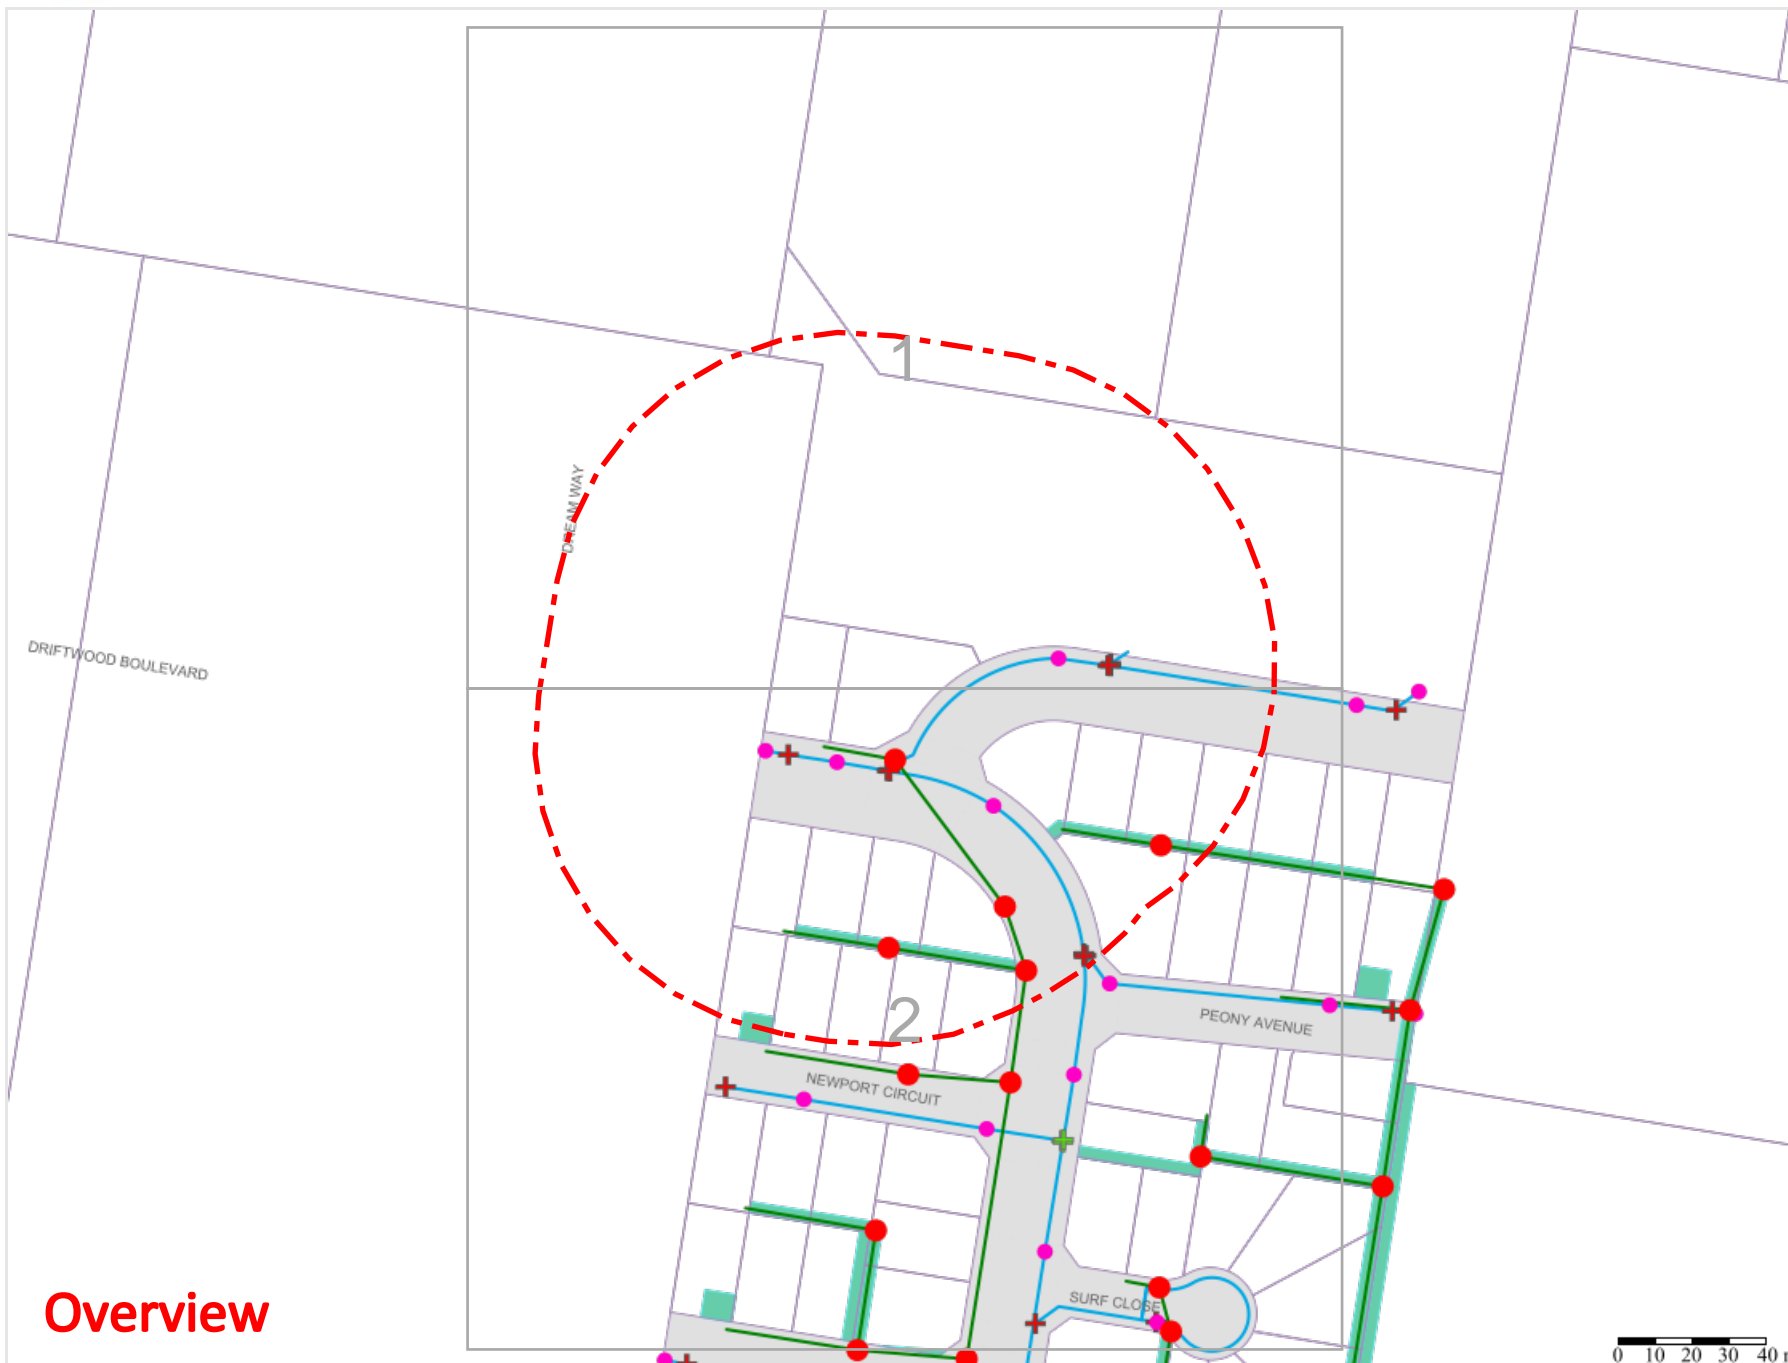 1
DREAM WAY
DRIFTWOOD BOULEVARD
2
PEONY AVENUE
NEWPORT CIRCUIT
SURF CLOSE
Overview
0 10 20 30 40